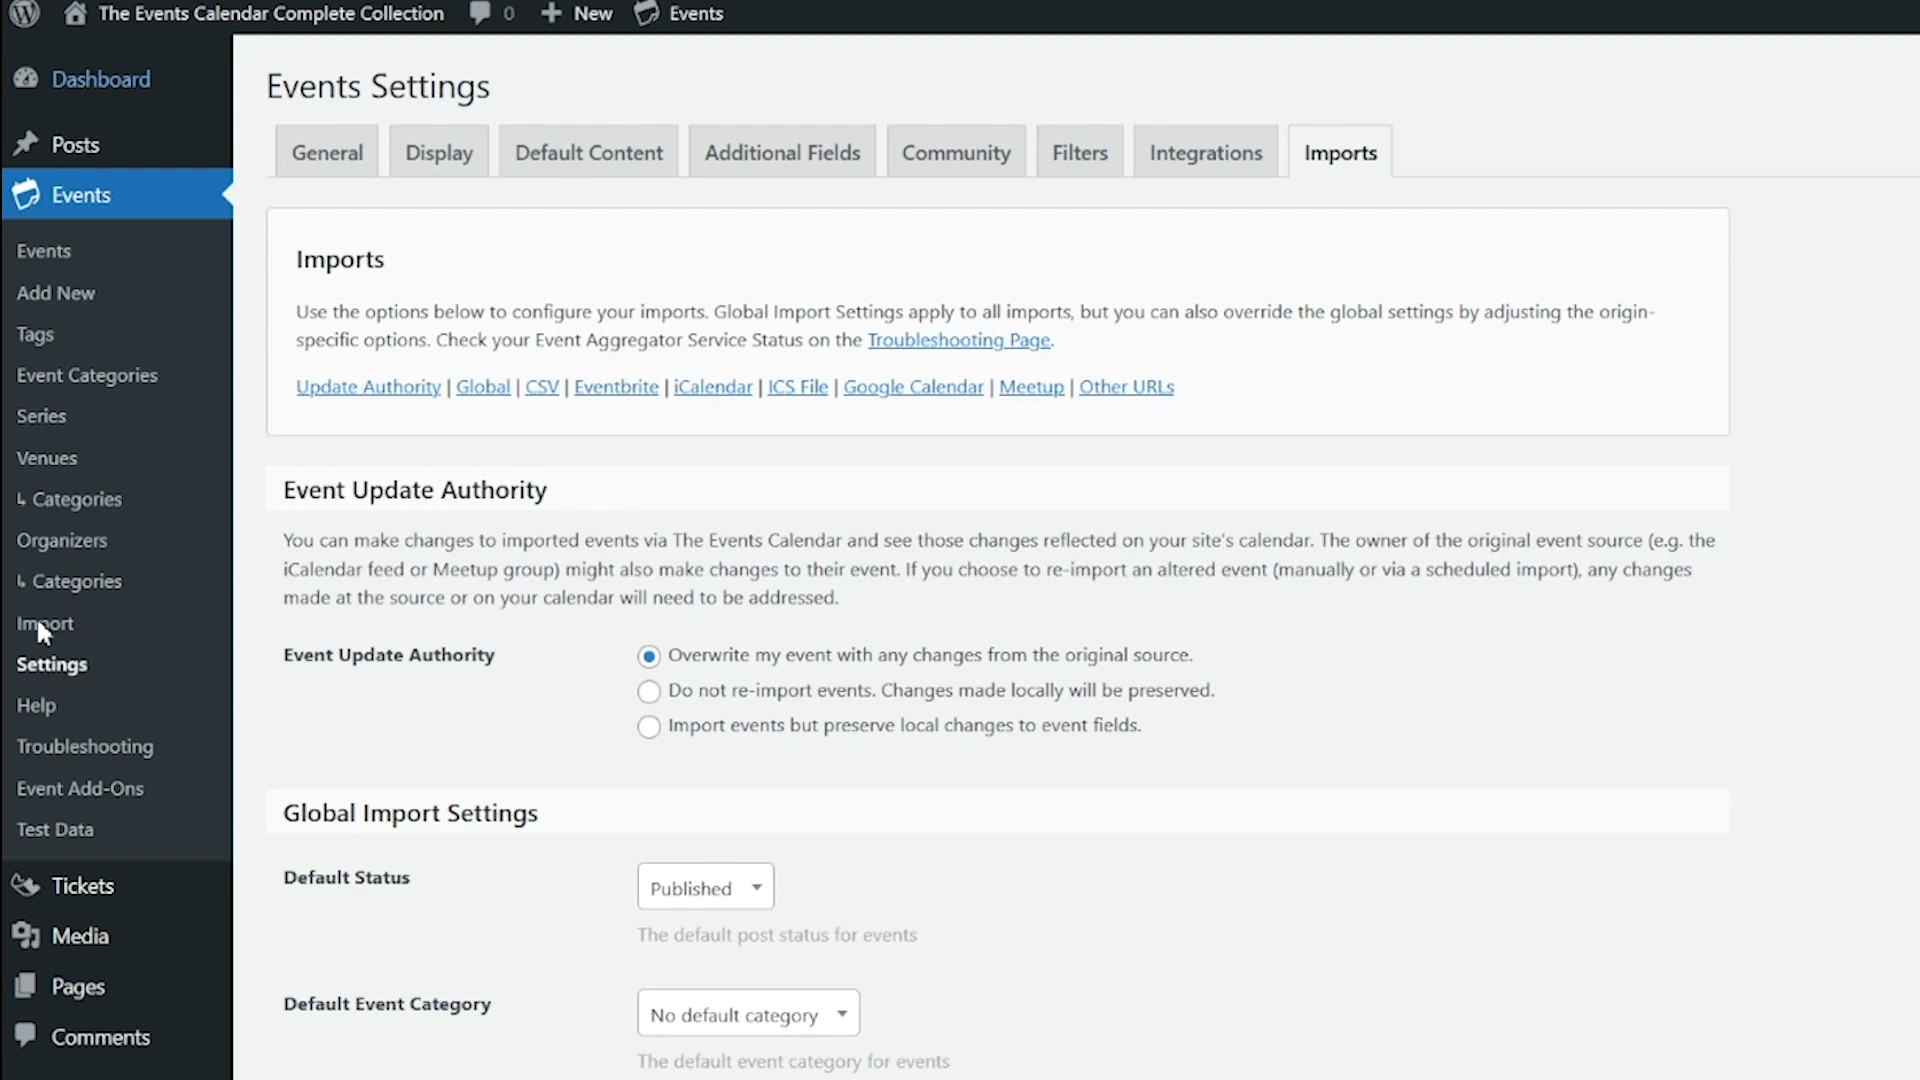 The Events Calendar Complete Collection 0 New Events
Dashboard
Posts
Events
Events
Add New
Tags
Event Categories
Series
Venues
↳ Categories
Organizers
↳ Categories
Import
Settings
Help
Troubleshooting
Event Add-Ons
Test Data
Tickets
Media
Pages
Comments
Events Settings
General Display Default Content Additional Fields Community Filters Integrations Imports
Imports
Use the options below to configure your imports. Global Import Settings apply to all imports, but you can also override the global settings by adjusting the origin-
specific options. Check your Event Aggregator Service Status on the Troubleshooting Page.
Update Authority | Global | CSV | Eventbrite | iCalendar | ICS File | Google Calendar | Meetup | Other URLs
Event Update Authority
You can make changes to imported events via The Events Calendar and see those changes reflected on your site's calendar. The owner of the original event source (e.g. the
iCalendar feed or Meetup group) might also make changes to their event. If you choose to re-import an altered event (manually or via a scheduled import), any changes
made at the source or on your calendar will need to be addressed.
Event Update Authority Overwrite my event with any changes from the original source.
Do not re-import events. Changes made locally will be preserved.
Import events but preserve local changes to event fields.
Global Import Settings
Default Status Published
The default post status for events
Default Event Category No default category
The default event category for events